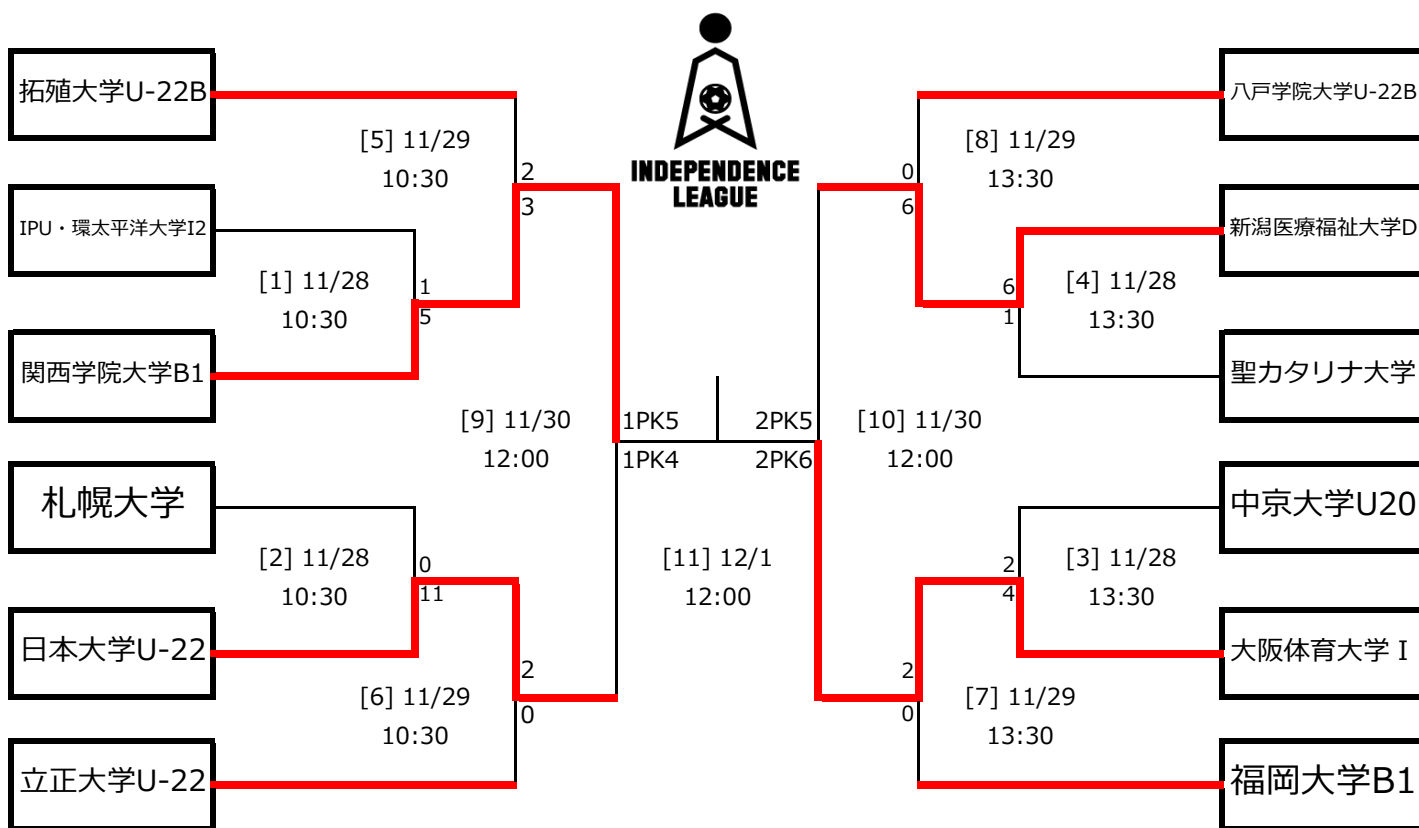 INDEPENDENCE
LEAGUE
拓殖大学U-22B
[5] 11/29
10:30
2
3
IPU・環太平洋大学I2
[1] 11/28
10:30
1
5
関西学院大学B1
[9] 11/30
12:00
1PK5
1PK4
札幌大学
[2] 11/28
10:30
0
11
日本大学U-22
[6] 11/29
10:30
2
0
立正大学U-22
[11] 12/1
12:00
八戸学院大学U-22B
[8] 11/29
13:30
0
6
新潟医療福祉大学D
[4] 11/28
13:30
6
1
聖カタリナ大学
2PK5
2PK6
[10] 11/30
12:00
中京大学U20
[3] 11/28
13:30
2
4
大阪体育大学 I
[7] 11/29
13:30
2
0
福岡大学B1